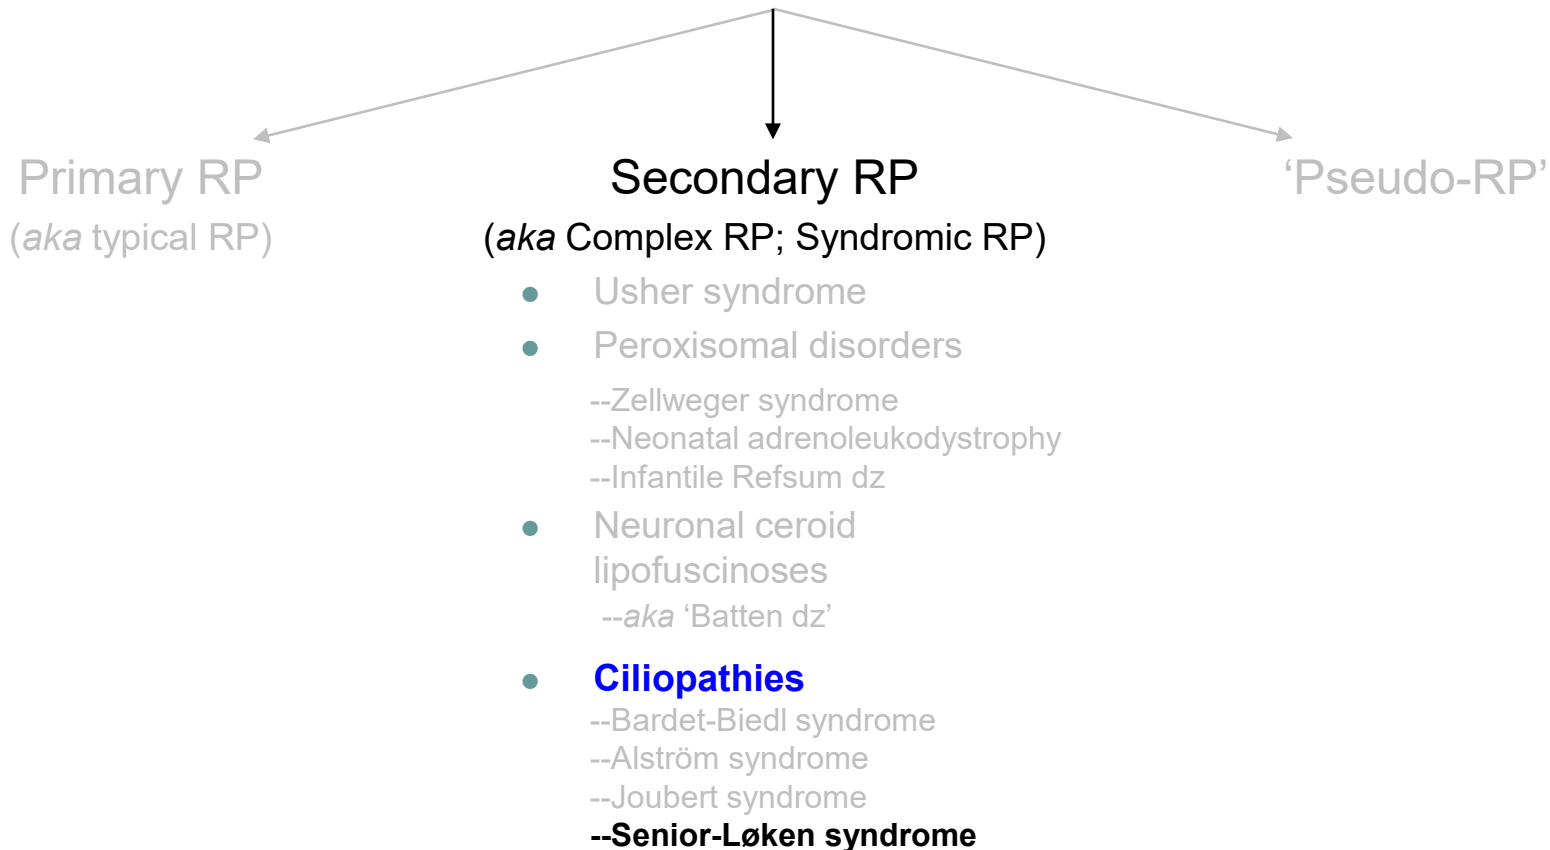 Primary RP
(aka typical RP)
Secondary RP
(aka Complex RP; Syndromic RP)
● Usher syndrome
● Peroxisomal disorders
--Zellweger syndrome
--Neonatal adrenoleukodystrophy
--Infantile Refsum dz
● Neuronal ceroid
lipofuscinoses
--aka ‘Batten dz’
● Ciliopathies
--Bardet-Biedl syndrome
--Alström syndrome
--Joubert syndrome
--Senior-Løken syndrome
‘Pseudo-RP’